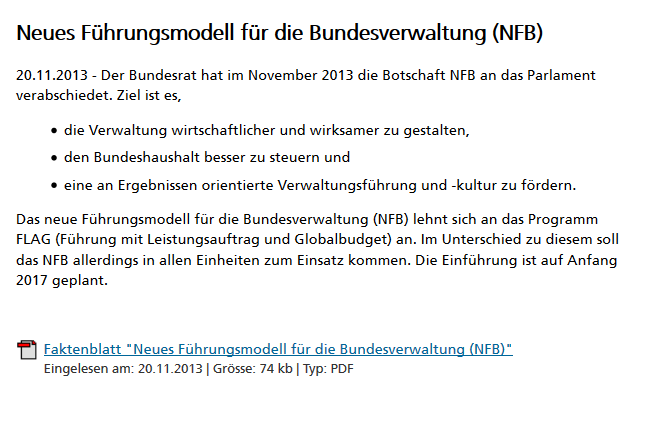 Neues Führungsmodell für die Bundesverwaltung (NFB)
20.11.2013 - Der Bundesrat hat im November 2013 die Botschaft NFB an das Parlament
verabschiedet. Ziel ist es,
• die Verwaltung wirtschaftlicher und wirksamer zu gestalten,
• den Bundeshaushalt besser zu steuern und
• eine an Ergebnissen orientierte Verwaltungsführung und -kultur zu fördern.
Das neue Führungsmodell für die Bundesverwaltung (NFB) lehnt sich an das Programm
FLAG (Führung mit Leistungsauftrag und Globalbudget) an. Im Unterschied zu diesem soll
das NFB allerdings in allen Einheiten zum Einsatz kommen. Die Einführung ist auf Anfang
2017 geplant.
Faktenblatt "Neues Führungsmodell für die Bundesverwaltung (NFB)"
Eingelesen am: 20.11.2013 | Grösse: 74 kb | Typ: PDF